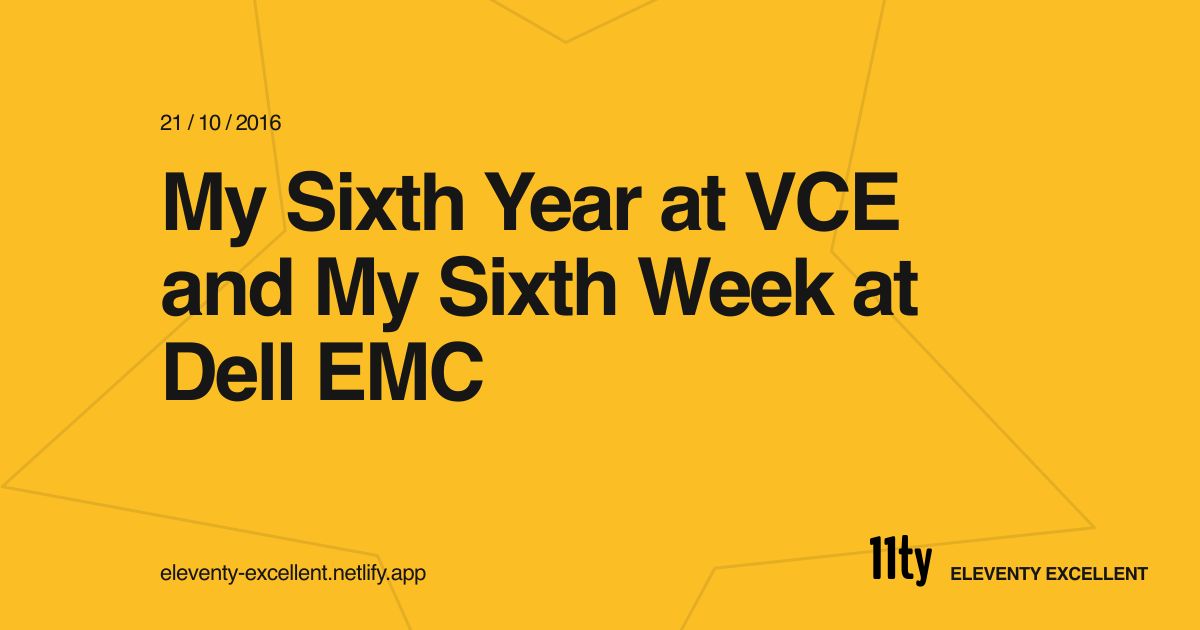 21 / 10 / 2016
My Sixth Year at VCE
and My Sixth Week at
Dell EMC
eleventy-excellent.netlify.app
11ty ELEVENTY EXCELLENT